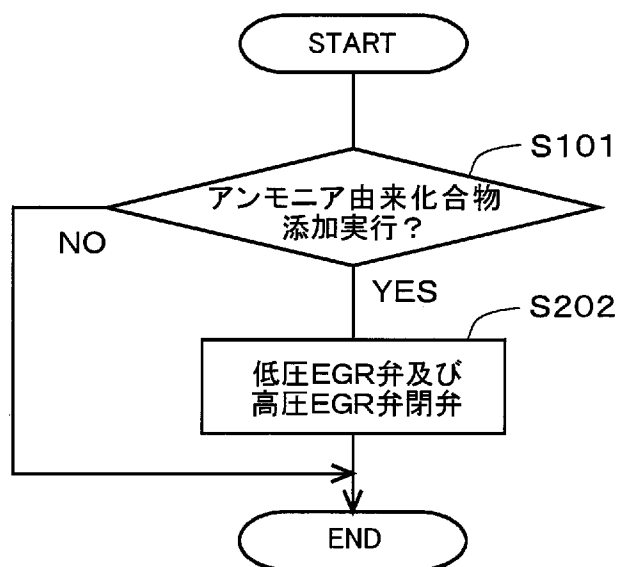 START
S101
アンモニア由来化合物
添加実行？
NO
YES
S202
低圧EGR弁及び
高圧EGR弁閉弁
END